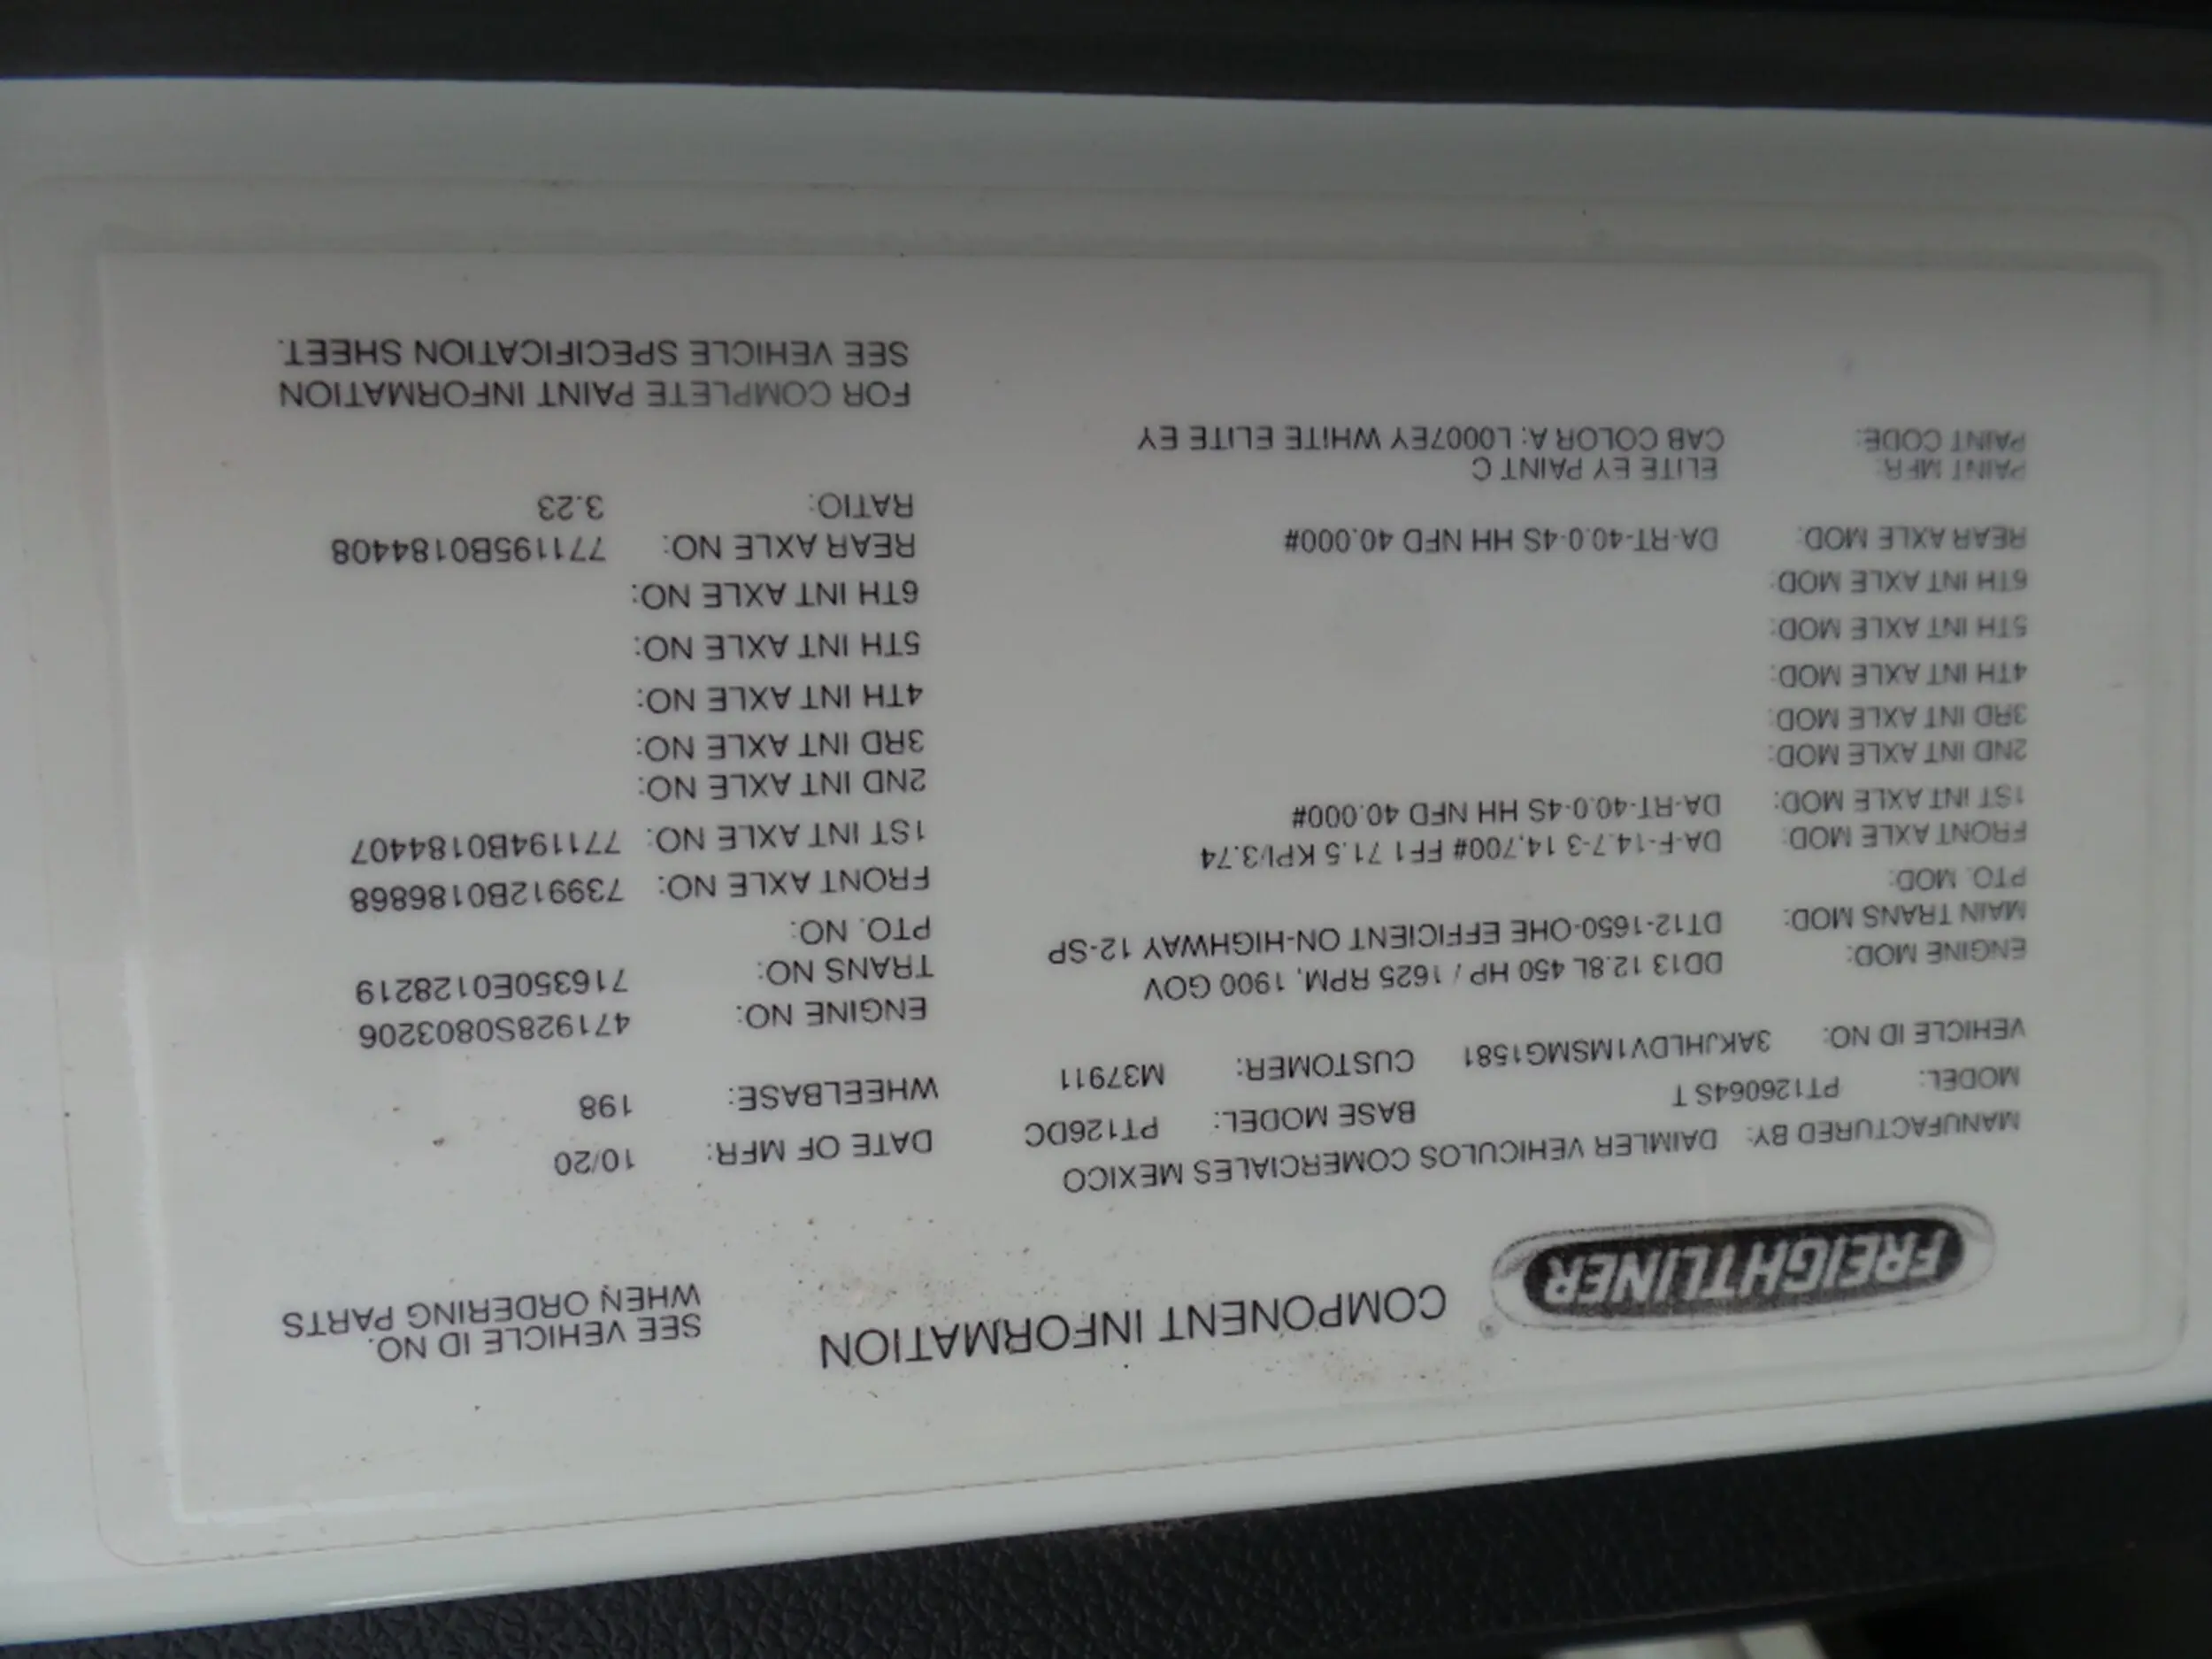 FREIGHTLINER
COMPONENT INFORMATION
SEE VEHICLE ID NO.
WHEN ORDERING PARTS
MANUFACTURED BY: DAIMLER VEHICULOS COMERCIALES MEXICO DATE OF MFR: 10/20
MODEL: PT126064S T BASE MODEL: PT126DC WHEELBASE: 198
VEHICLE ID NO: 3AKJHLDV1MSMG1581 CUSTOMER: M37911
ENGINE MOD: DD13 12.8L 450 HP / 1625 RPM, 1900 GOV ENGINE NO: 471928S0803206
MAIN TRANS MOD: DT12-1650-OHE EFFICIENT ON-HIGHWAY 12-SP TRANS NO: 716350E0128219
PTO. MOD: PTO. NO:
FRONT AXLE MOD: DA-F-14.7-3 14,700# FF1 71.5 KPI/3.74 FRONT AXLE NO: 739912B0186868
1ST INT AXLE MOD: DA-RT-40.0-4S HH NFD 40.000# 1ST INT AXLE NO: 771194B0184407
2ND INT AXLE MOD: 2ND INT AXLE NO:
3RD INT AXLE MOD: 3RD INT AXLE NO:
4TH INT AXLE MOD: 4TH INT AXLE NO:
5TH INT AXLE MOD: 5TH INT AXLE NO:
6TH INT AXLE MOD: 6TH INT AXLE NO:
REAR AXLE MOD: DA-RT-40.0-4S HH NFD 40.000# REAR AXLE NO: 771195B0184408
RATIO: 3.23
PAINT MFR: ELITE EY PAINT C
PAINT CODE: CAB COLOR A: L0007EY WHITE ELITE EY
FOR COMPLETE PAINT INFORMATION
SEE VEHICLE SPECIFICATION SHEET.